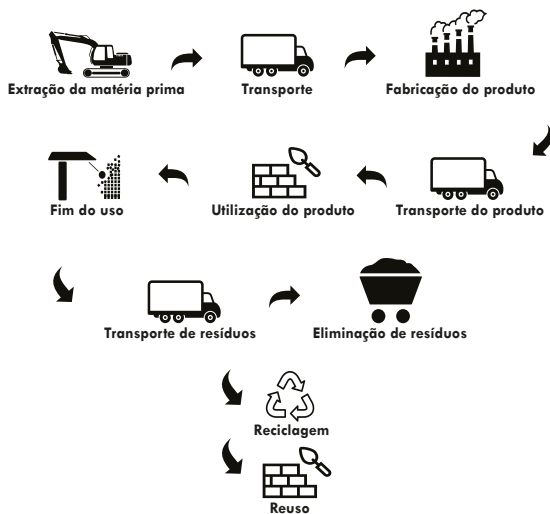 Extração da matéria prima
Transporte
Fabricação do produto
Fim do uso
Utilização do produto
Transporte do produto
Transporte de resíduos
Eliminação de resíduos
Reciclagem
Reuso